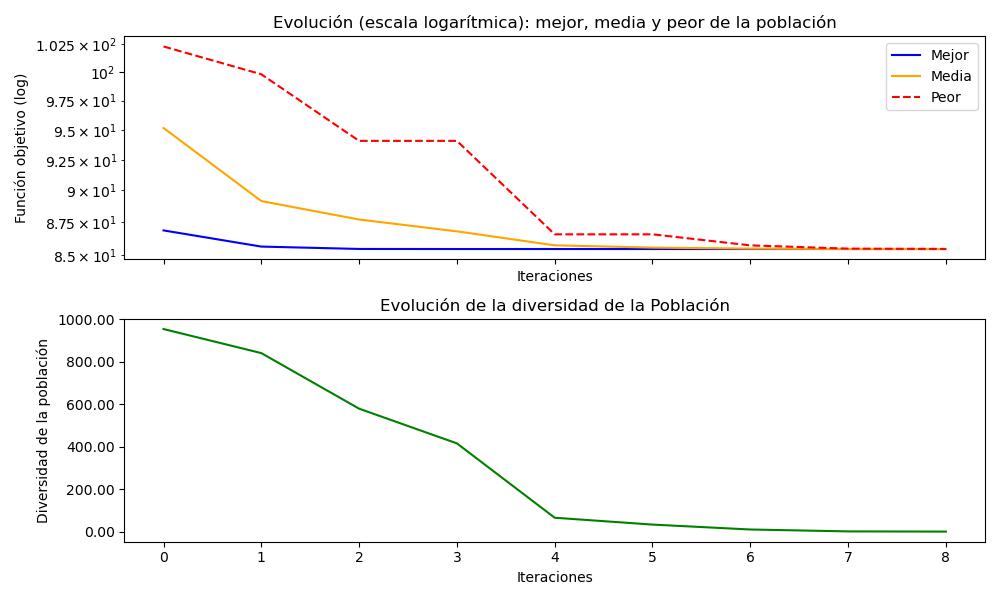 Evolución (escala logarítmica): mejor, media y peor de la población
Función objetivo (log)
1.025 × 10²
10²
9.75 × 10¹
9.5 × 10¹
9.25 × 10¹
9 × 10¹
8.75 × 10¹
8.5 × 10¹
Mejor
Media
Peor
Iteraciones
Evolución de la diversidad de la Población
Diversidad de la población
1000.00
800.00
600.00
400.00
200.00
0.00
0 1 2 3 4 5 6 7 8
Iteraciones